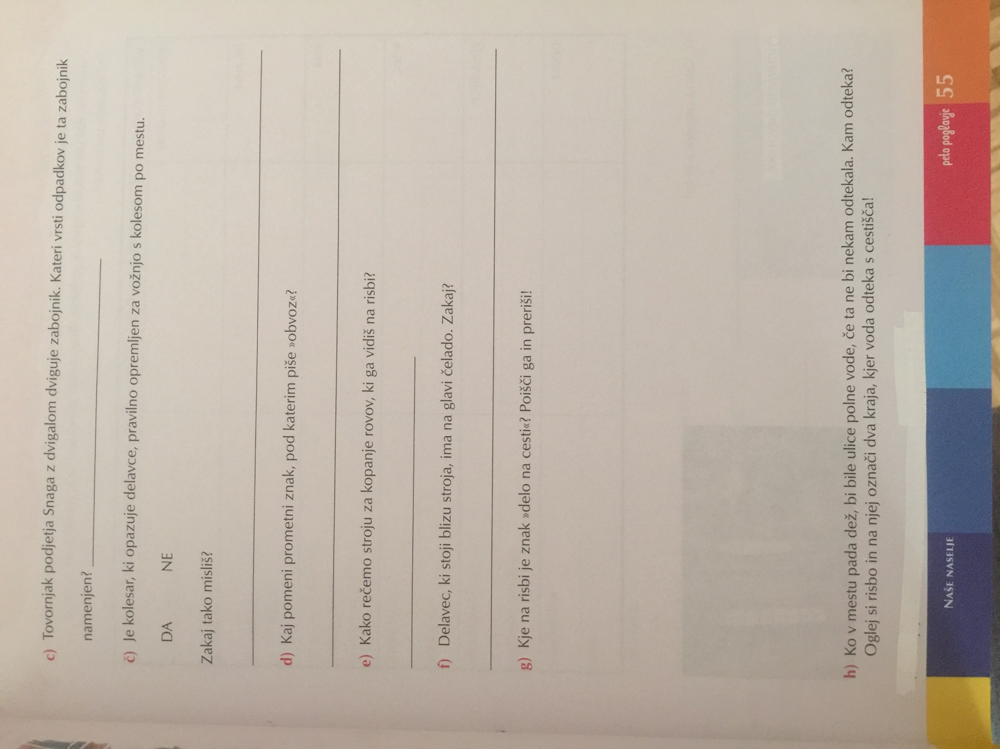 c) Tovornjak podjetja Snaga z dvigalom dviguje zabojnik. Kateri vrsti odpadkov je ta zabojnik
namenjen?
č) Je kolesar, ki opazuje delavce, pravilno opremljen za vožnjo s kolesom po mestu.
DA NE
Zakaj tako misliš?
d) Kaj pomeni prometni znak, pod katerim piše »obvoz«?
e) Kako rečemo stroju za kopanje rovov, ki ga vidiš na risbi?
f) Delavec, ki stoji blizu stroja, ima na glavi čelado. Zakaj?
g) Kje na risbi je znak »delo na cesti«? Poišči ga in preriši!
h) Ko v mestu pada dež, bi bile ulice polne vode, če ta ne bi nekam odtekala. Kam odteka?
Oglej si risbo in na njej označi dva kraja, kjer voda odteka s cestišča!
NAŠE NASELJE
peto poglavje 55